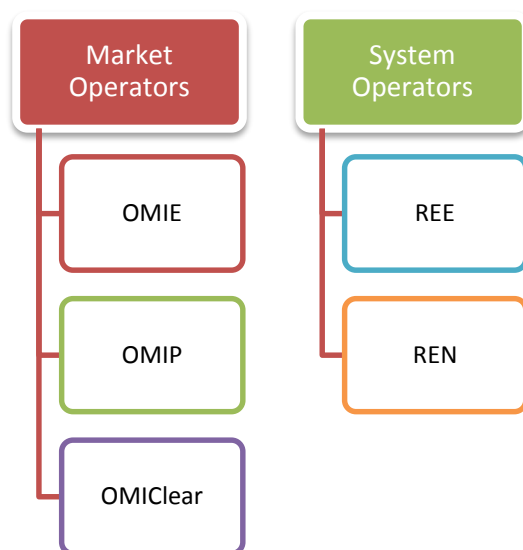 Market
Operators
OMIE
OMIP
OMIClear
System
Operators
REE
REN